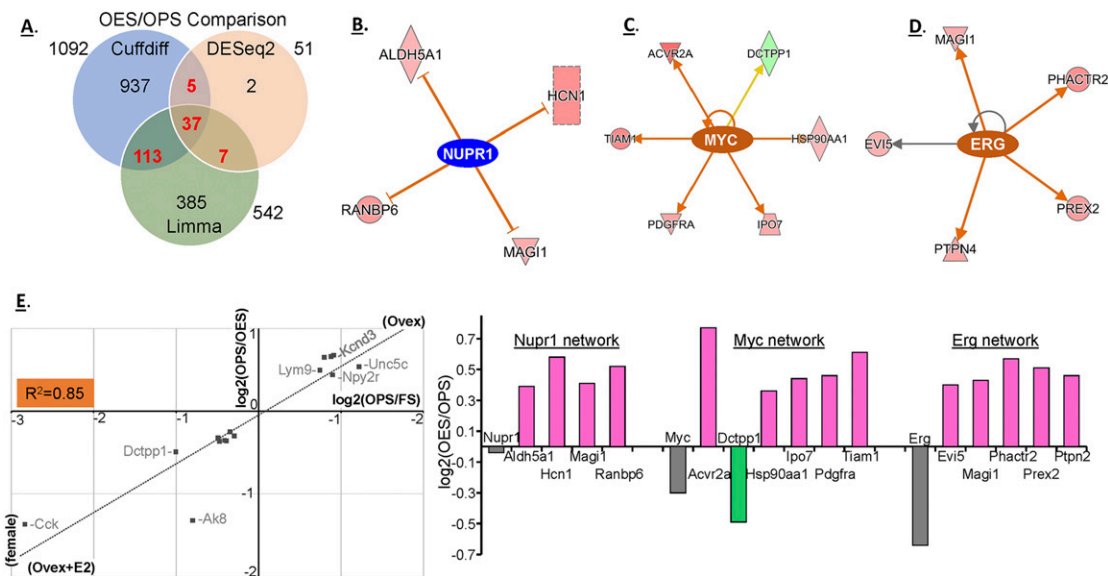 A.
OES/OPS Comparison
1092
Cuffdiff
DESeq2
51
937
5
2
37
113
7
385
Limma
542
B.
ALDH5A1
HCN1
NUPR1
RANBP6
MAGI1
C.
ACVR2A
DCTPP1
TIAM1
MYC
HSP90AA1
PDGFRA
IPO7
D.
MAGI1
PHACTR2
EVI5
ERG
PREX2
PTPN4
E.
log2(OPS/OES)
1
(Ovex)
-Kcnd3
Lym9-
-Unc5c
-Npy2r
R²=0.85
log2(OPS/FS)
-3
-2
-1
0
-1
-2
Dctpp1-
-1
-Cck
-Ak8
(female)
(Ovex+E2)
-2
log2(OES/OPS)
0.7
0.5
0.3
0.1
-0.1
-0.3
-0.5
-0.7
Nupr1 network
Myc network
Erg network
Nupr1
Myc
Dctpp1
Erg
Aldh5a1
Magi1
Acvr2a
Ipo7
Tiam1
Evi5
Phactr2
Ptpn2
Hcn1
Ranbp6
Hsp90aa1
Pdgfra
Magi1
Prex2